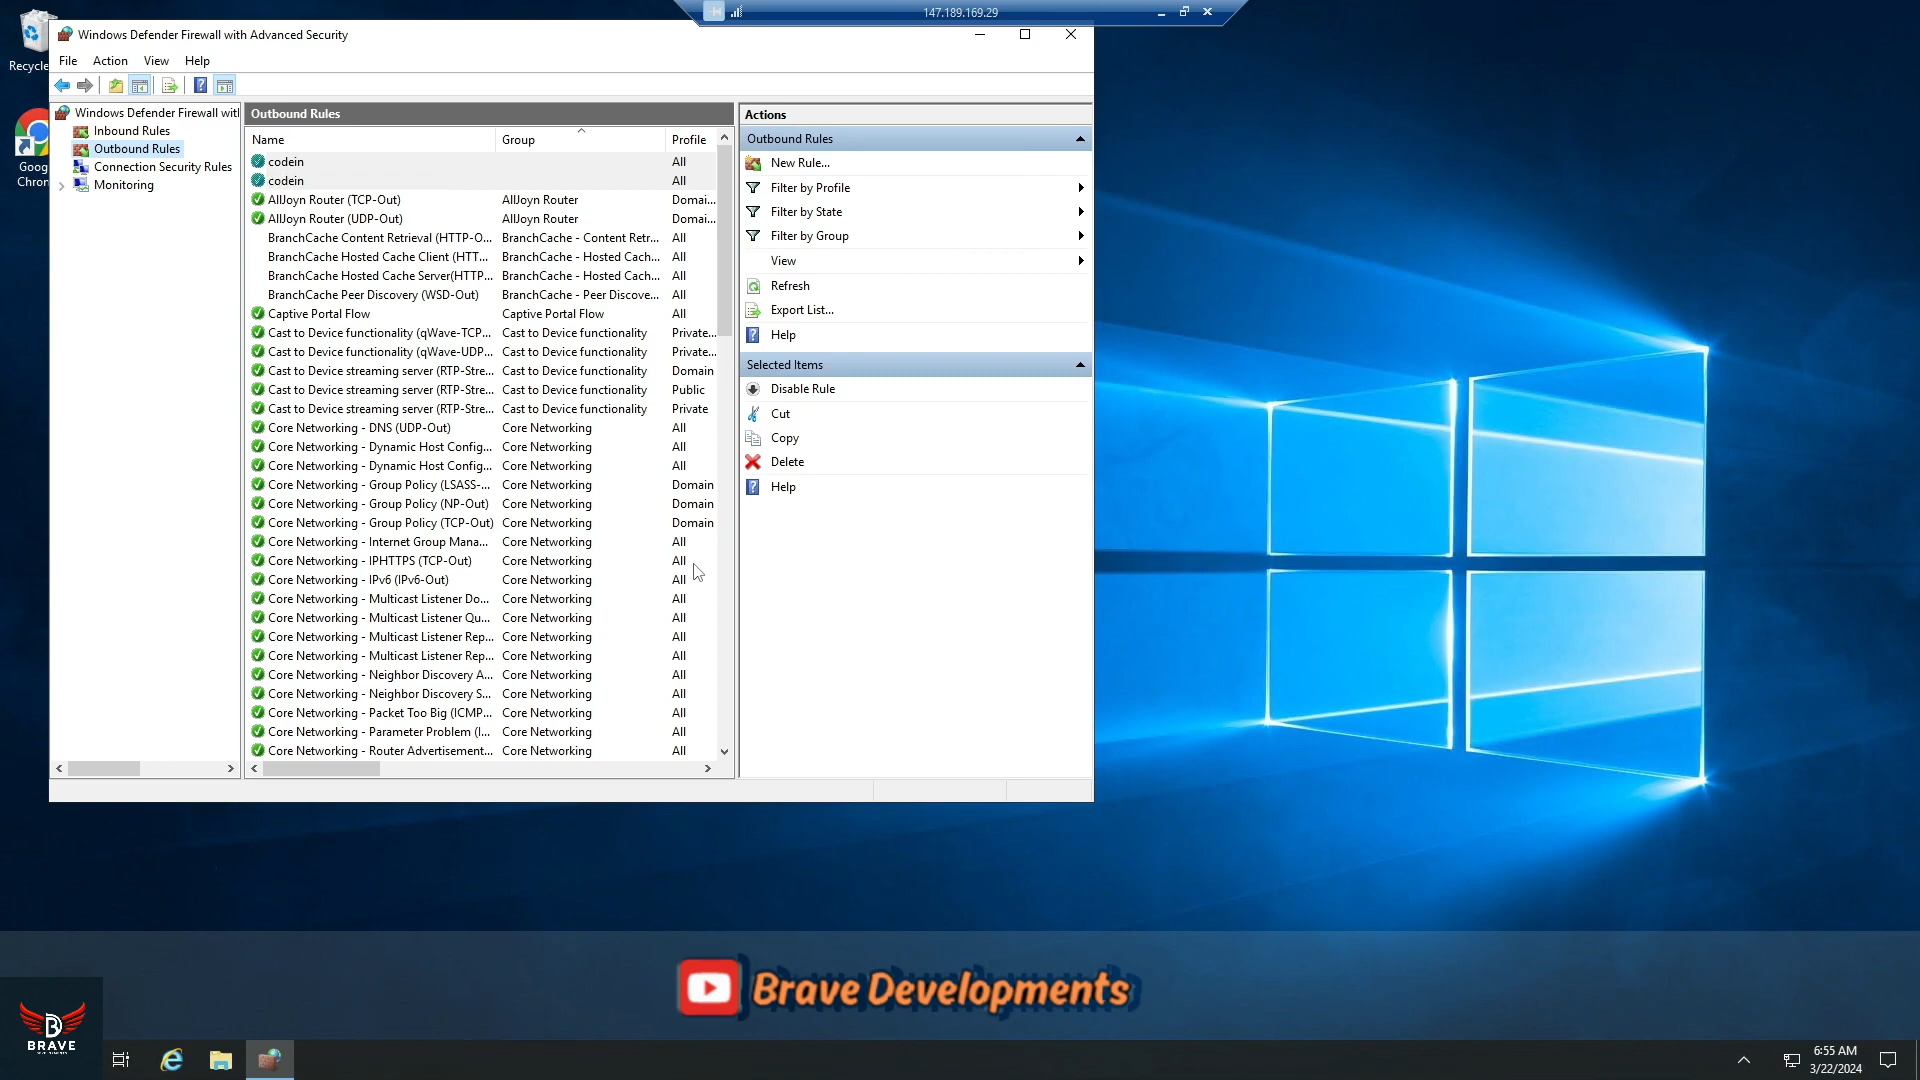 147.189.169.29
Recycle
Goog
Chron
Windows Defender Firewall with Advanced Security
File Action View Help
Windows Defender Firewall witl
Inbound Rules
Outbound Rules
Connection Security Rules
Monitoring
Outbound Rules
Name Group Profile
codein All
codein All
AllJoyn Router (TCP-Out) AllJoyn Router Domai...
AllJoyn Router (UDP-Out) AllJoyn Router Domai...
BranchCache Content Retrieval (HTTP-O... BranchCache - Content Retr... All
BranchCache Hosted Cache Client (HTT... BranchCache - Hosted Cach... All
BranchCache Hosted Cache Server(HTTP... BranchCache - Hosted Cach... All
BranchCache Peer Discovery (WSD-Out) BranchCache - Peer Discove... All
Captive Portal Flow Captive Portal Flow All
Cast to Device functionality (qWave-TCP... Cast to Device functionality Private...
Cast to Device functionality (qWave-UDP... Cast to Device functionality Private...
Cast to Device streaming server (RTP-Stre... Cast to Device functionality Domain
Cast to Device streaming server (RTP-Stre... Cast to Device functionality Public
Cast to Device streaming server (RTP-Stre... Cast to Device functionality Private
Core Networking - DNS (UDP-Out) Core Networking All
Core Networking - Dynamic Host Config... Core Networking All
Core Networking - Dynamic Host Config... Core Networking All
Core Networking - Group Policy (LSASS-... Core Networking Domain
Core Networking - Group Policy (NP-Out) Core Networking Domain
Core Networking - Group Policy (TCP-Out) Core Networking Domain
Core Networking - Internet Group Mana... Core Networking All
Core Networking - IPHTTPS (TCP-Out) Core Networking All
Core Networking - IPv6 (IPv6-Out) Core Networking All
Core Networking - Multicast Listener Do... Core Networking All
Core Networking - Multicast Listener Qu... Core Networking All
Core Networking - Multicast Listener Rep... Core Networking All
Core Networking - Multicast Listener Rep... Core Networking All
Core Networking - Neighbor Discovery A... Core Networking All
Core Networking - Neighbor Discovery S... Core Networking All
Core Networking - Packet Too Big (ICMP... Core Networking All
Core Networking - Parameter Problem (I... Core Networking All
Core Networking - Router Advertisement... Core Networking All
Actions
Outbound Rules
New Rule...
Filter by Profile
Filter by State
Filter by Group
View
Refresh
Export List...
Help
Selected Items
Disable Rule
Cut
Copy
Delete
Help
Brave Developments
BRAVE
6:55 AM
3/22/2024